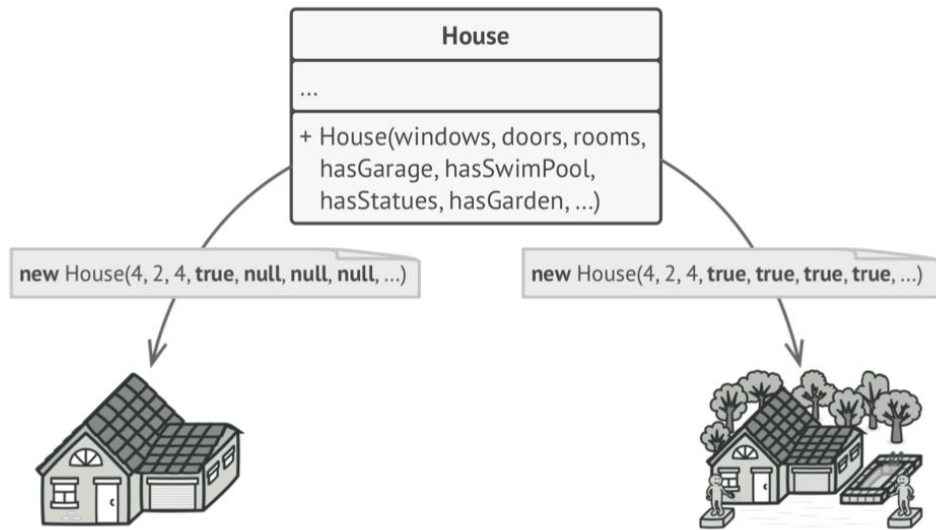 House
...
+ House(windows, doors, rooms,
hasGarage, hasSwimPool,
hasStatues, hasGarden, ...)
new House(4, 2, 4, true, null, null, null, ...)
new House(4, 2, 4, true, true, true, true, ...)